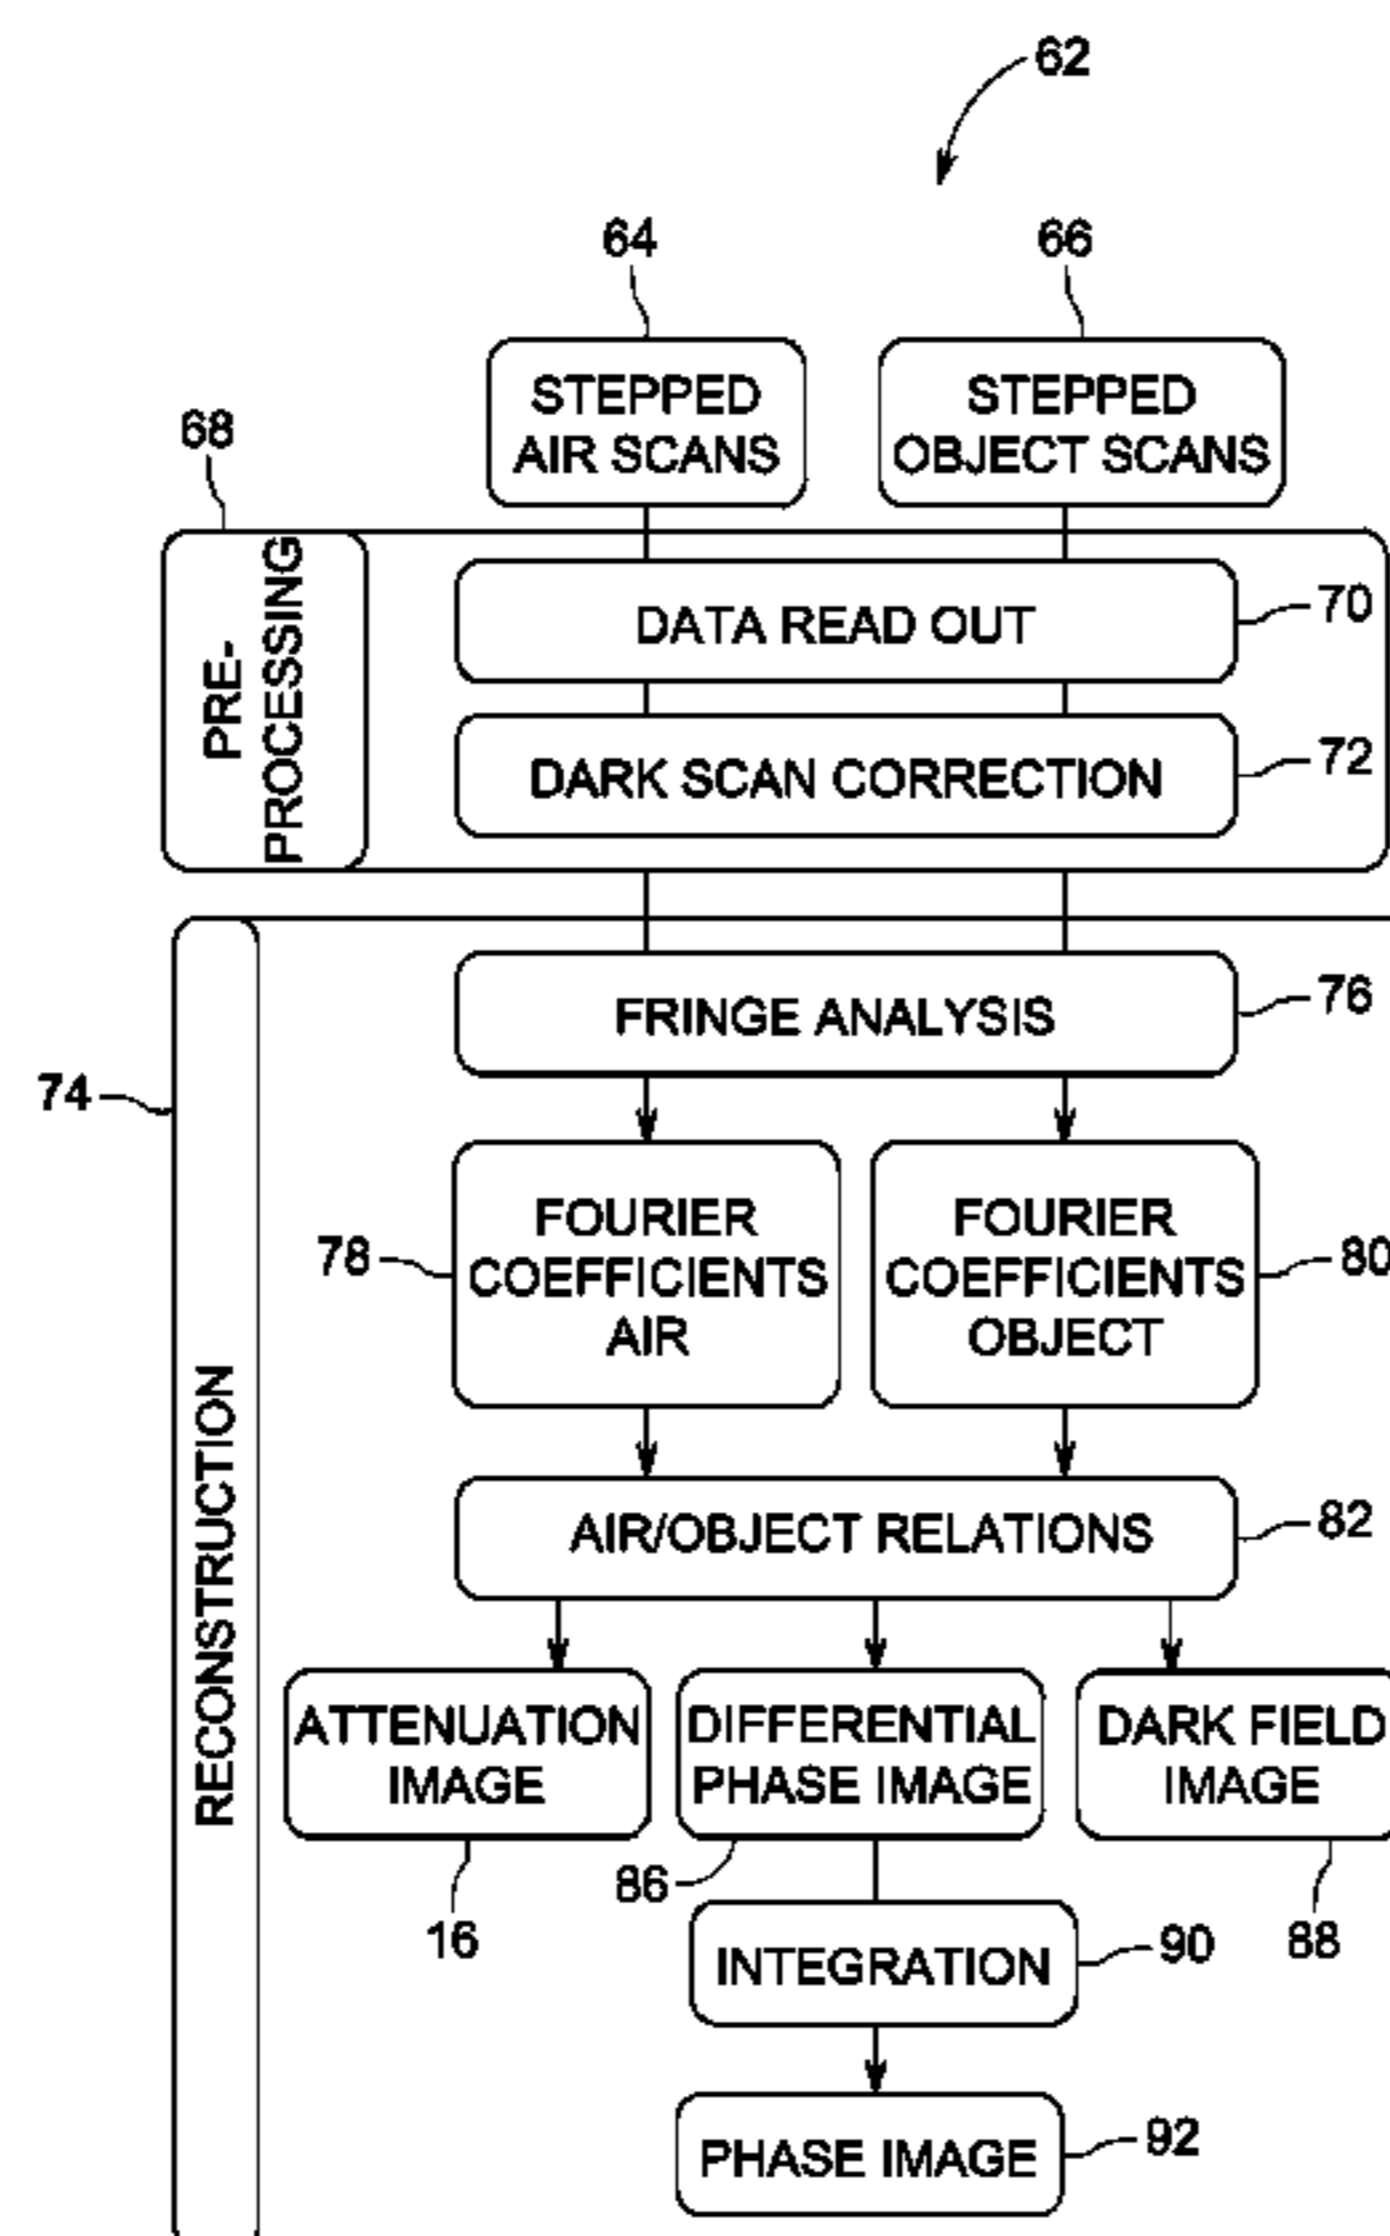 62
64
66
STEPPED
AIR SCANS
STEPPED
OBJECT SCANS
68
PRE-
PROCESSING
DATA READ OUT
70
DARK SCAN CORRECTION
72
74
RECONSTRUCTION
FRINGE ANALYSIS
76
78
FOURIER
COEFFICIENTS
AIR
FOURIER
COEFFICIENTS
OBJECT
80
AIR/OBJECT RELATIONS
82
ATTENUATION
IMAGE
DIFFERENTIAL
PHASE IMAGE
DARK FIELD
IMAGE
16
86
88
INTEGRATION
90
PHASE IMAGE
92